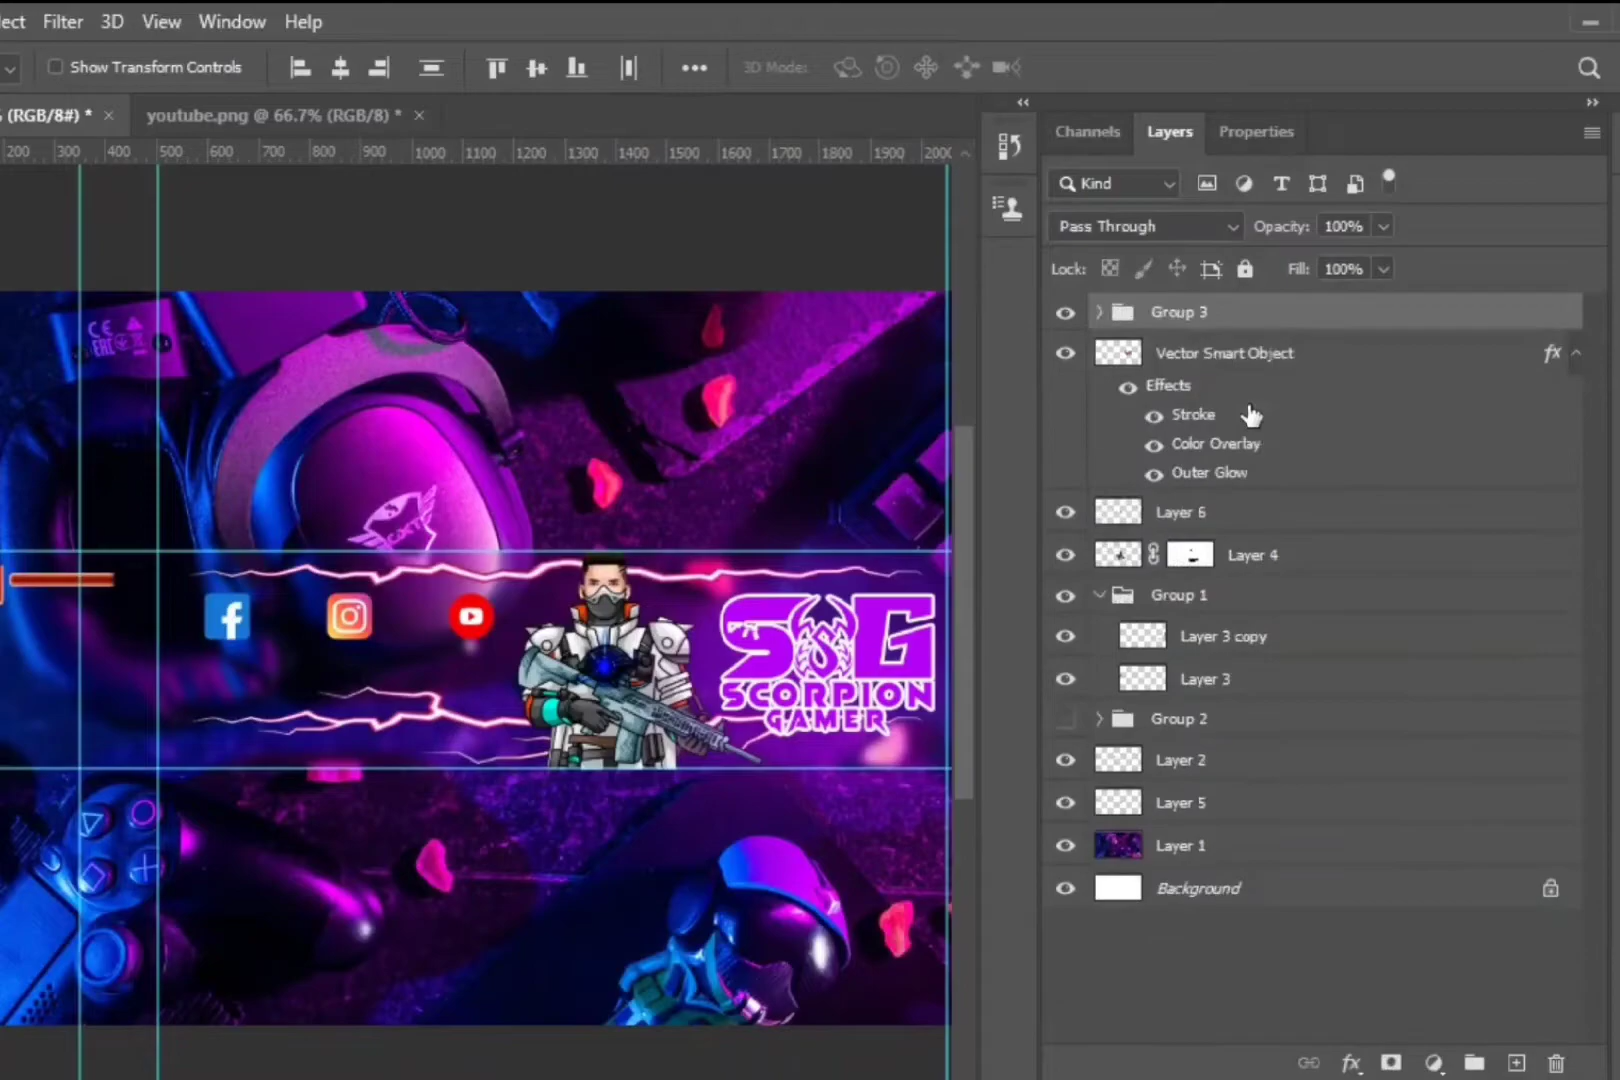 ect Filter 3D View Window Help
Show Transform Controls
3D Mode:
(RGB/8#) * ×
youtube.png @ 66.7% (RGB/8) * ×
200 300 400 500 600 700 800 900 1000 1100 1200 1300 1400 1500 1600 1700 1800 1900 2000
Channels Layers Properties
Kind
Pass Through Opacity: 100%
Lock: Fill: 100%
Group 3
Vector Smart Object fx
Effects
Stroke
Color Overlay
Outer Glow
Layer 6
Layer 4
Group 1
Layer 3 copy
Layer 3
Group 2
Layer 2
Layer 5
Layer 1
Background
fx
CE
SG
SCORPION
GAMER